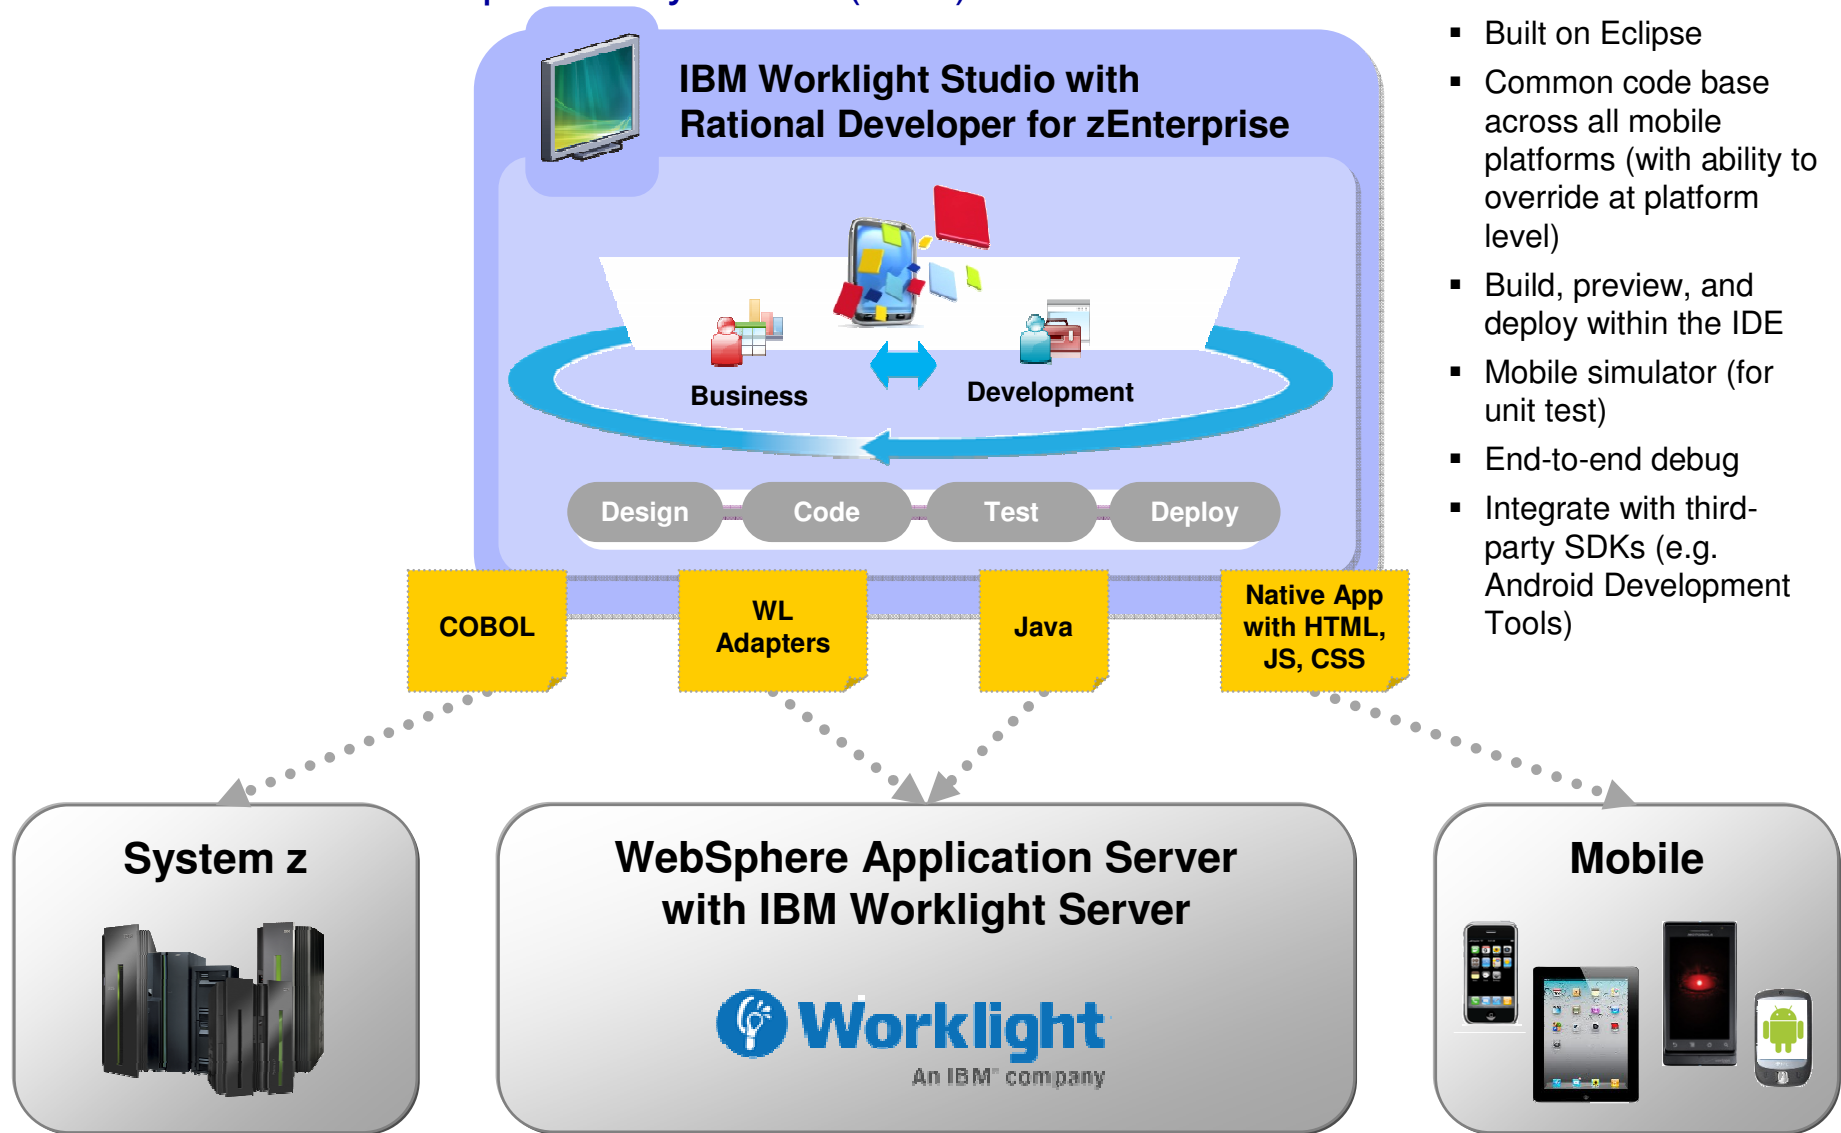 IBM Worklight Studio with
Rational Developer for zEnterprise
Business
Development
Design
Code
Test
Deploy
COBOL
WL
Adapters
Java
Native App
with HTML,
JS, CSS
System z
WebSphere Application Server
with IBM Worklight Server
Worklight
An IBM® company
Mobile
▪ Built on Eclipse
▪ Common code base
across all mobile
platforms (with ability to
override at platform
level)
▪ Build, preview, and
deploy within the IDE
▪ Mobile simulator (for
unit test)
▪ End-to-end debug
▪ Integrate with third-
party SDKs (e.g.
Android Development
Tools)